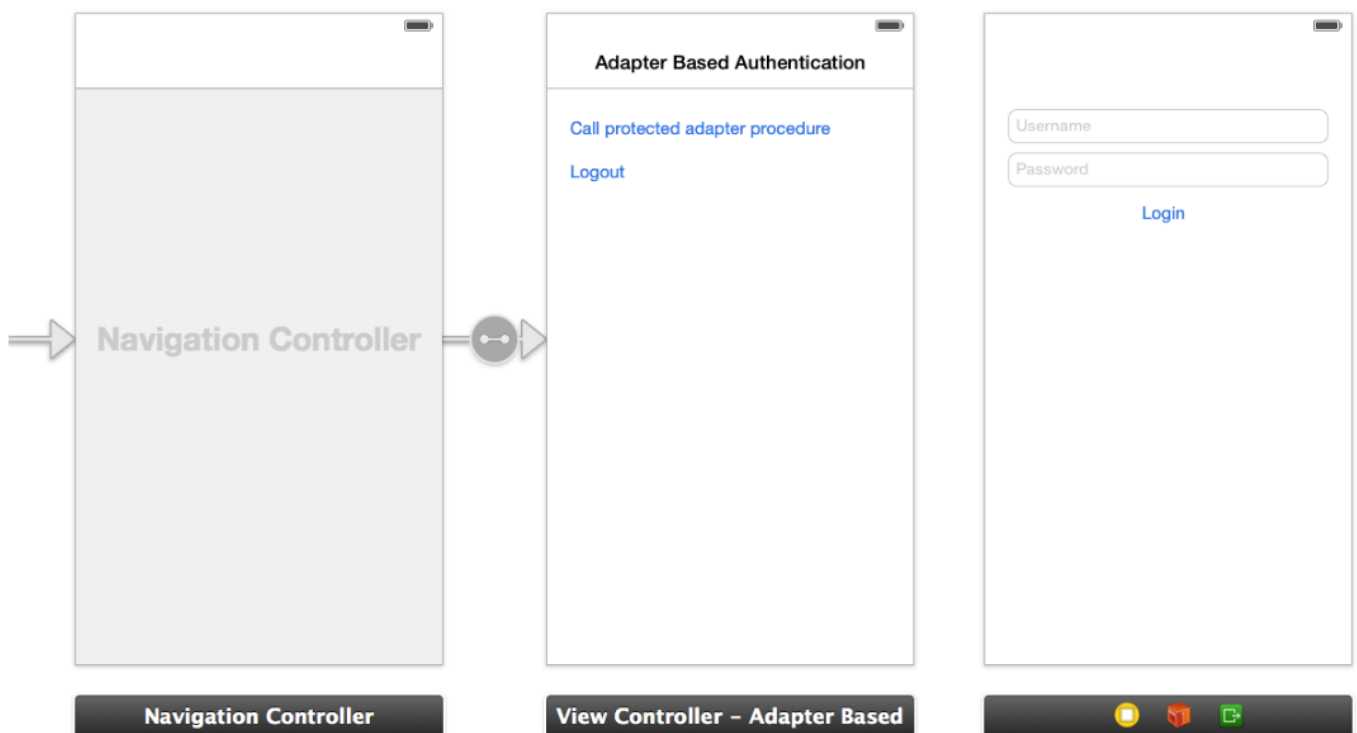 Navigation Controller
Navigation Controller
Adapter Based Authentication
Call protected adapter procedure
Logout
View Controller – Adapter Based
Username
Password
Login